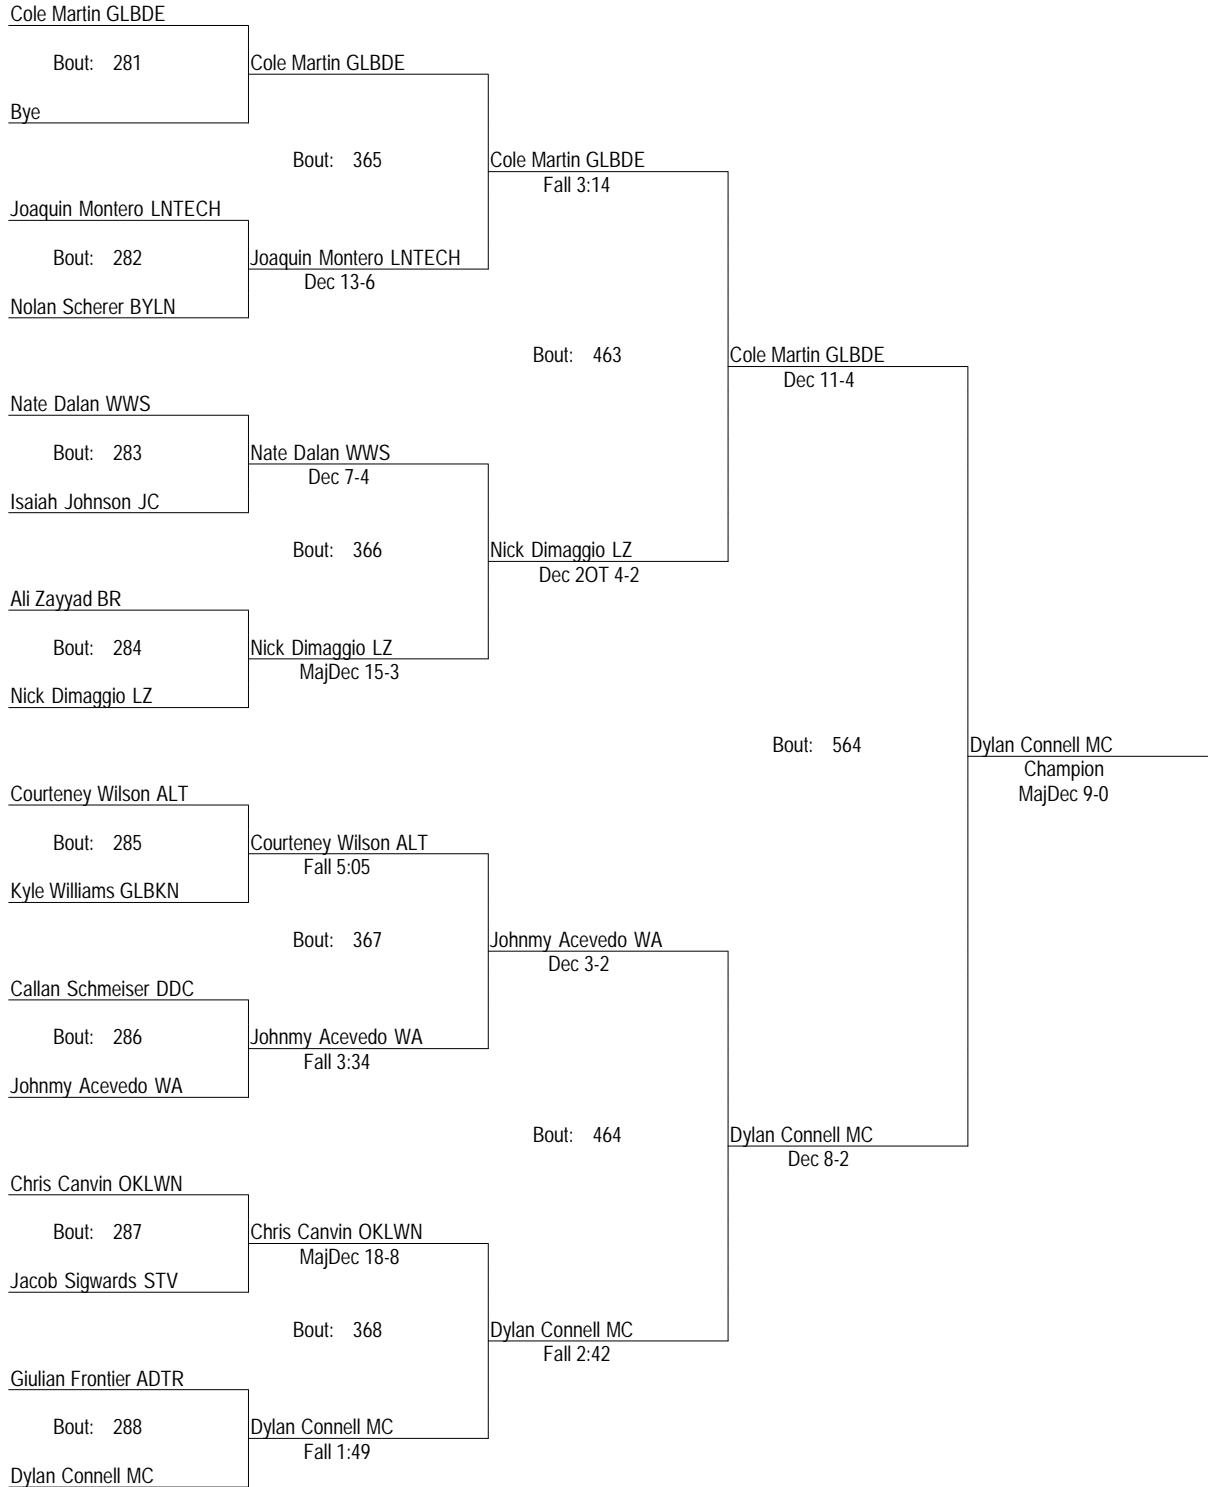 Cole Martin GLBDE
Bout: 281
Cole Martin GLBDE
Bye
Bout: 365
Cole Martin GLBDE
Fall 3:14
Joaquin Montero LNTECH
Bout: 282
Joaquin Montero LNTECH
Dec 13-6
Nolan Scherer BYLN
Bout: 463
Cole Martin GLBDE
Dec 11-4
Nate Dalan WWS
Bout: 283
Nate Dalan WWS
Dec 7-4
Isaiah Johnson JC
Bout: 366
Nick Dimaggio LZ
Dec 2OT 4-2
Ali Zayyad BR
Bout: 284
Nick Dimaggio LZ
MajDec 15-3
Nick Dimaggio LZ
Bout: 564
Dylan Connell MC
Champion
MajDec 9-0
Courteney Wilson ALT
Bout: 285
Courteney Wilson ALT
Fall 5:05
Kyle Williams GLBKN
Bout: 367
Johnmy Acevedo WA
Dec 3-2
Callan Schmeiser DDC
Bout: 286
Johnmy Acevedo WA
Fall 3:34
Johnmy Acevedo WA
Bout: 464
Dylan Connell MC
Dec 8-2
Chris Canvin OKLWN
Bout: 287
Chris Canvin OKLWN
MajDec 18-8
Jacob Sigwards STV
Bout: 368
Dylan Connell MC
Fall 2:42
Giulian Frontier ADTR
Bout: 288
Dylan Connell MC
Fall 1:49
Dylan Connell MC